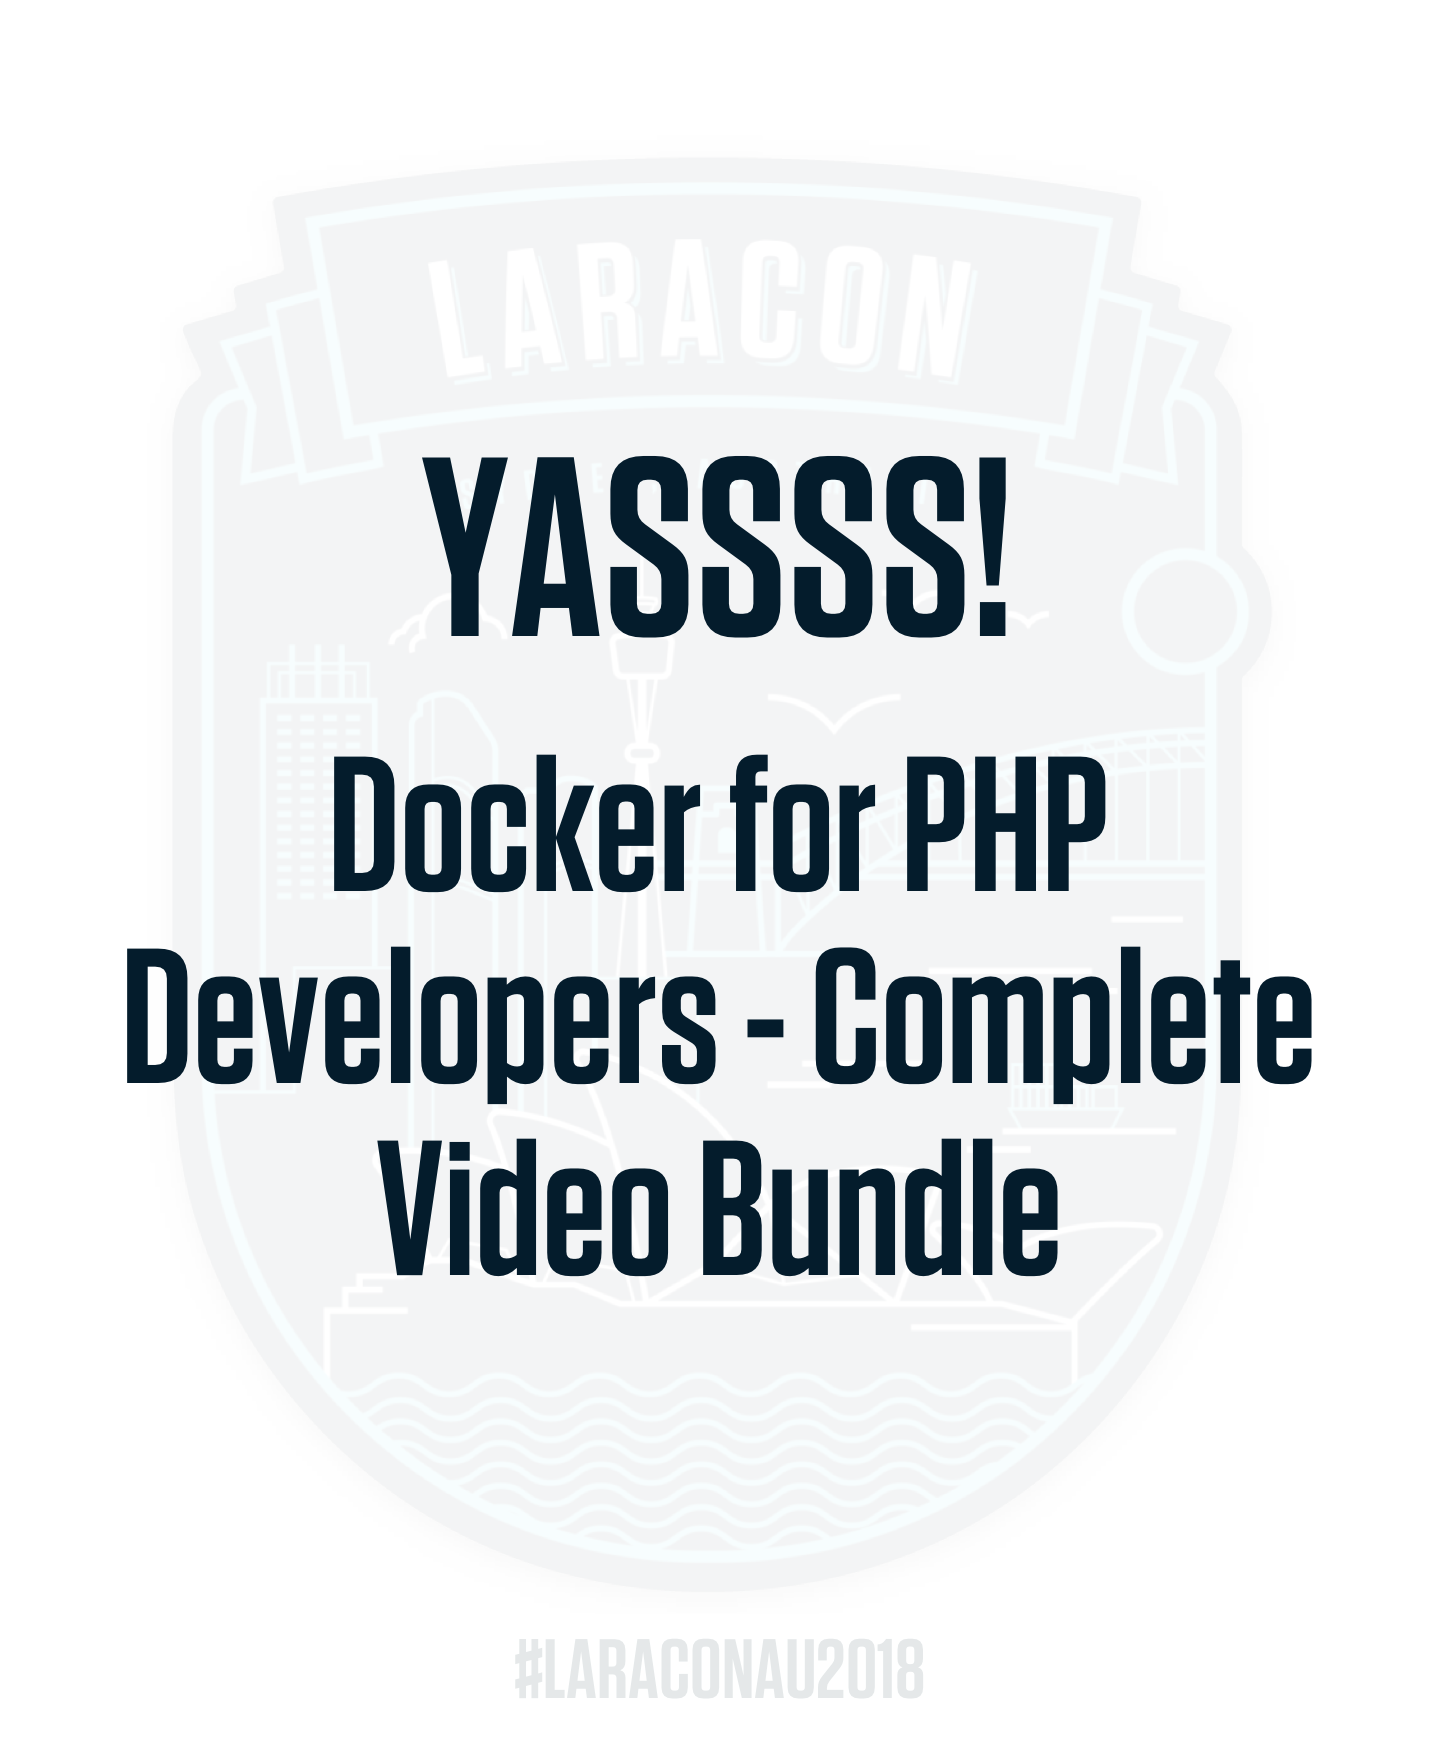 LARACON
YASSSS!
Docker for PHP
Developers - Complete
Video Bundle
#LARACONAU2018